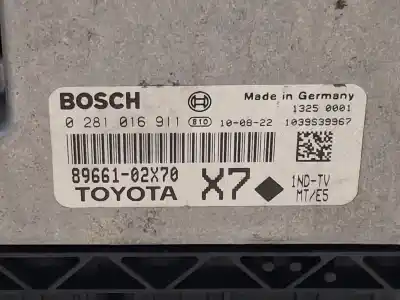 BOSCH
Made in Germany
1325 0001
0 281 016 911 810 10-08-22 1039S39967
89661-02X70
TOYOTA
X7
1ND-TV
MT/E5